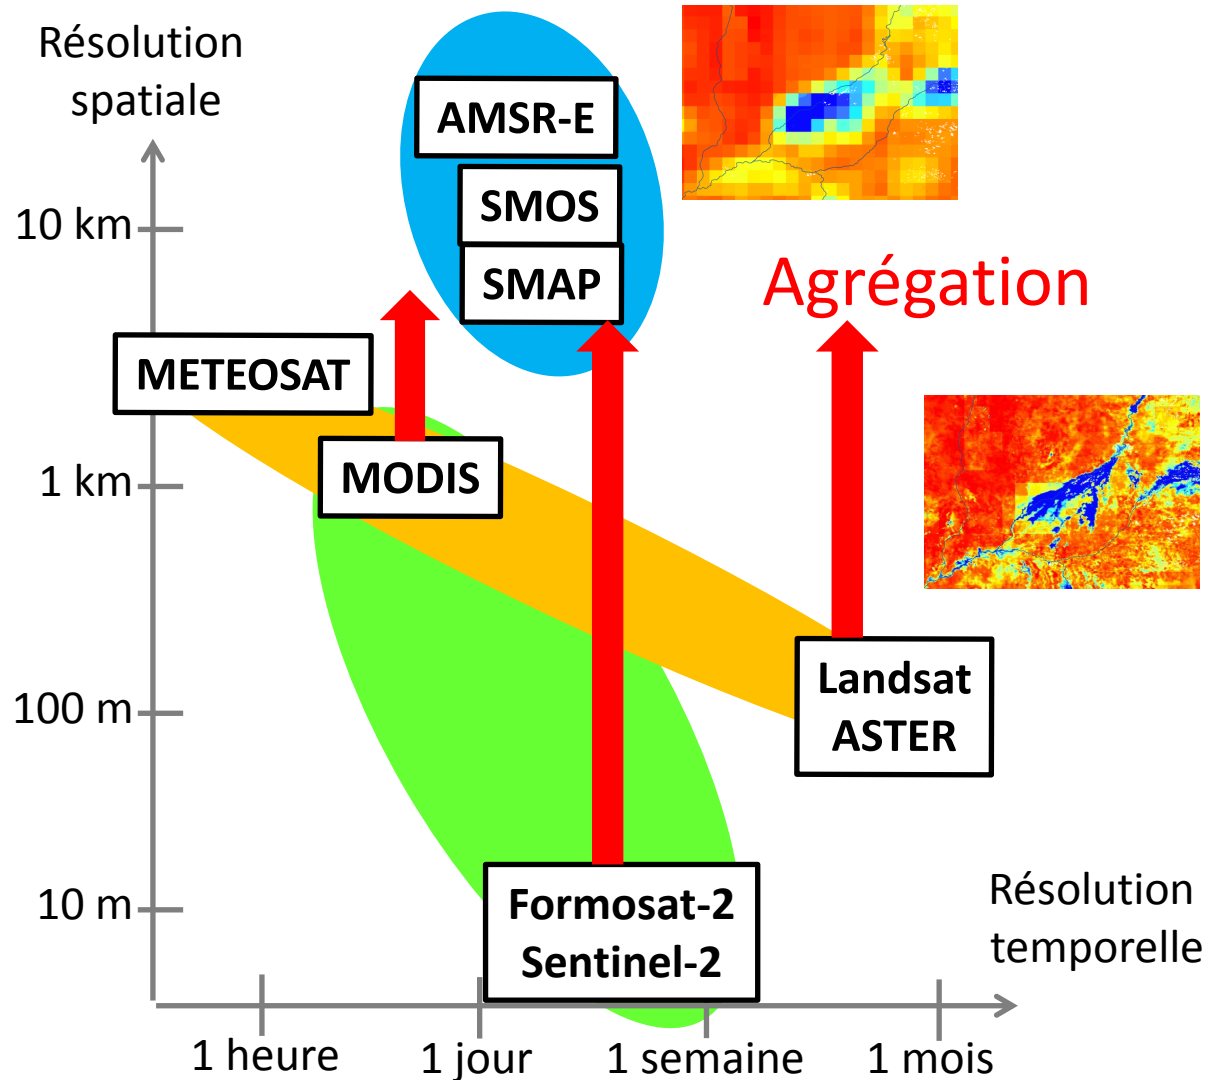 Résolution
spatiale
AMSR-E
SMOS
10 km
SMAP
Agrégation
METEOSAT
MODIS
1 km
Landsat
ASTER
100 m
Formosat-2
Sentinel-2
10 m
Résolution
temporelle
1 heure
1 jour
1 semaine
1 mois